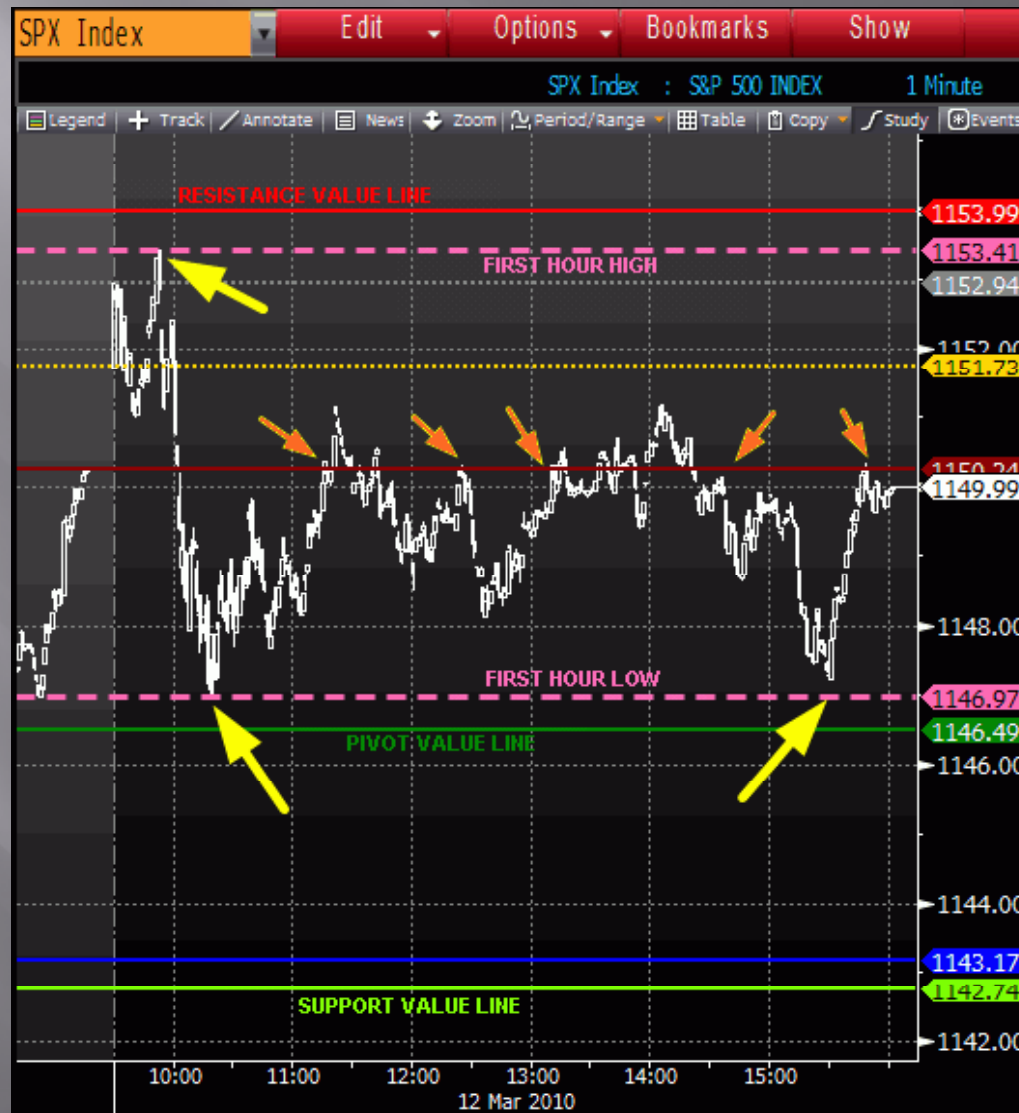 SPX Index Edit Options Bookmarks Show
SPX Index : S&P 500 INDEX 1 Minute
Legend Track Annotate News Zoom Period/Range Table Copy Study Events
RESISTANCE VALUE LINE
1153.99
1153.41
FIRST HOUR HIGH
1152.94
1152.00
1151.73
1150.24
1149.99
1148.00
FIRST HOUR LOW
1146.97
1146.49
PIVOT VALUE LINE
1146.00
1144.00
1143.17
1142.74
SUPPORT VALUE LINE
1142.00
10:00 11:00 12:00 13:00 14:00 15:00
12 Mar 2010